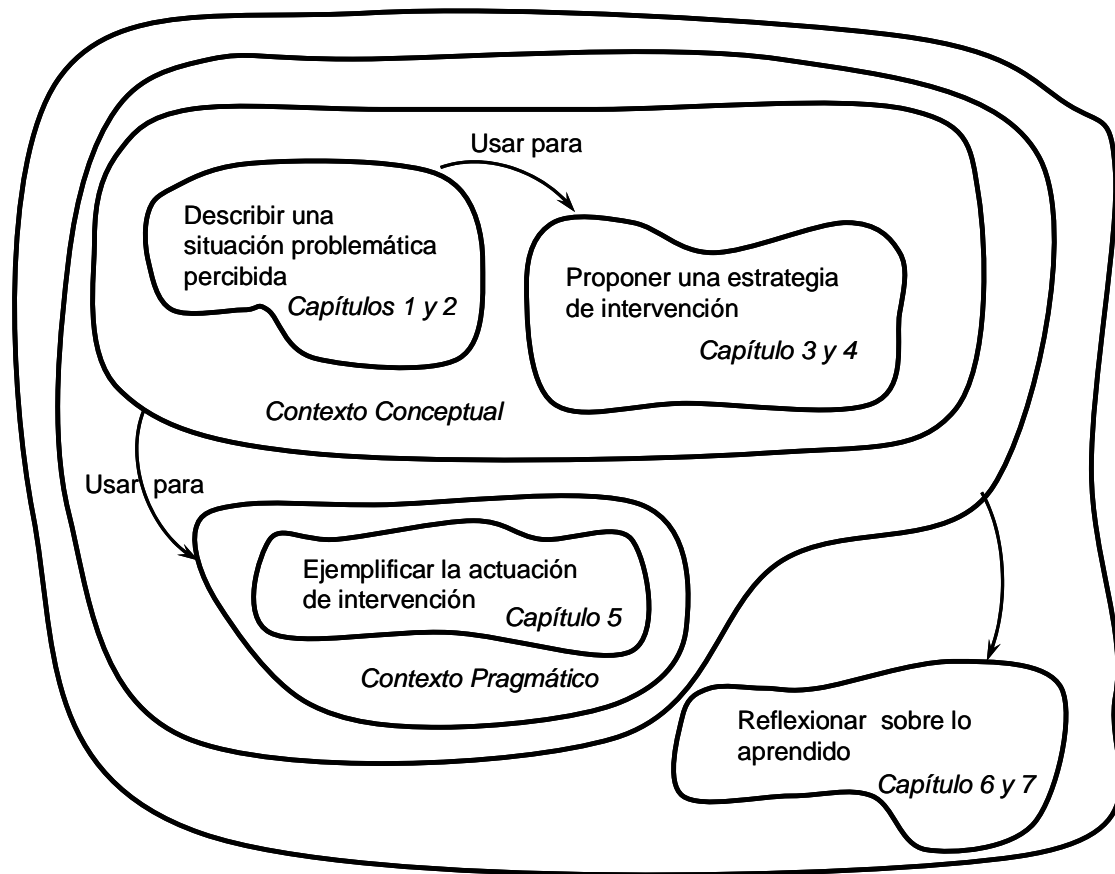 Usar para
Describir una
situación problemática
percibida
Capítulos 1 y 2
Proponer una estrategia
de intervención
Capítulo 3 y 4
Contexto Conceptual
Usar para
Ejemplificar la actuación
de intervención
Capítulo 5
Contexto Pragmático
Reflexionar sobre lo
aprendido
Capítulo 6 y 7